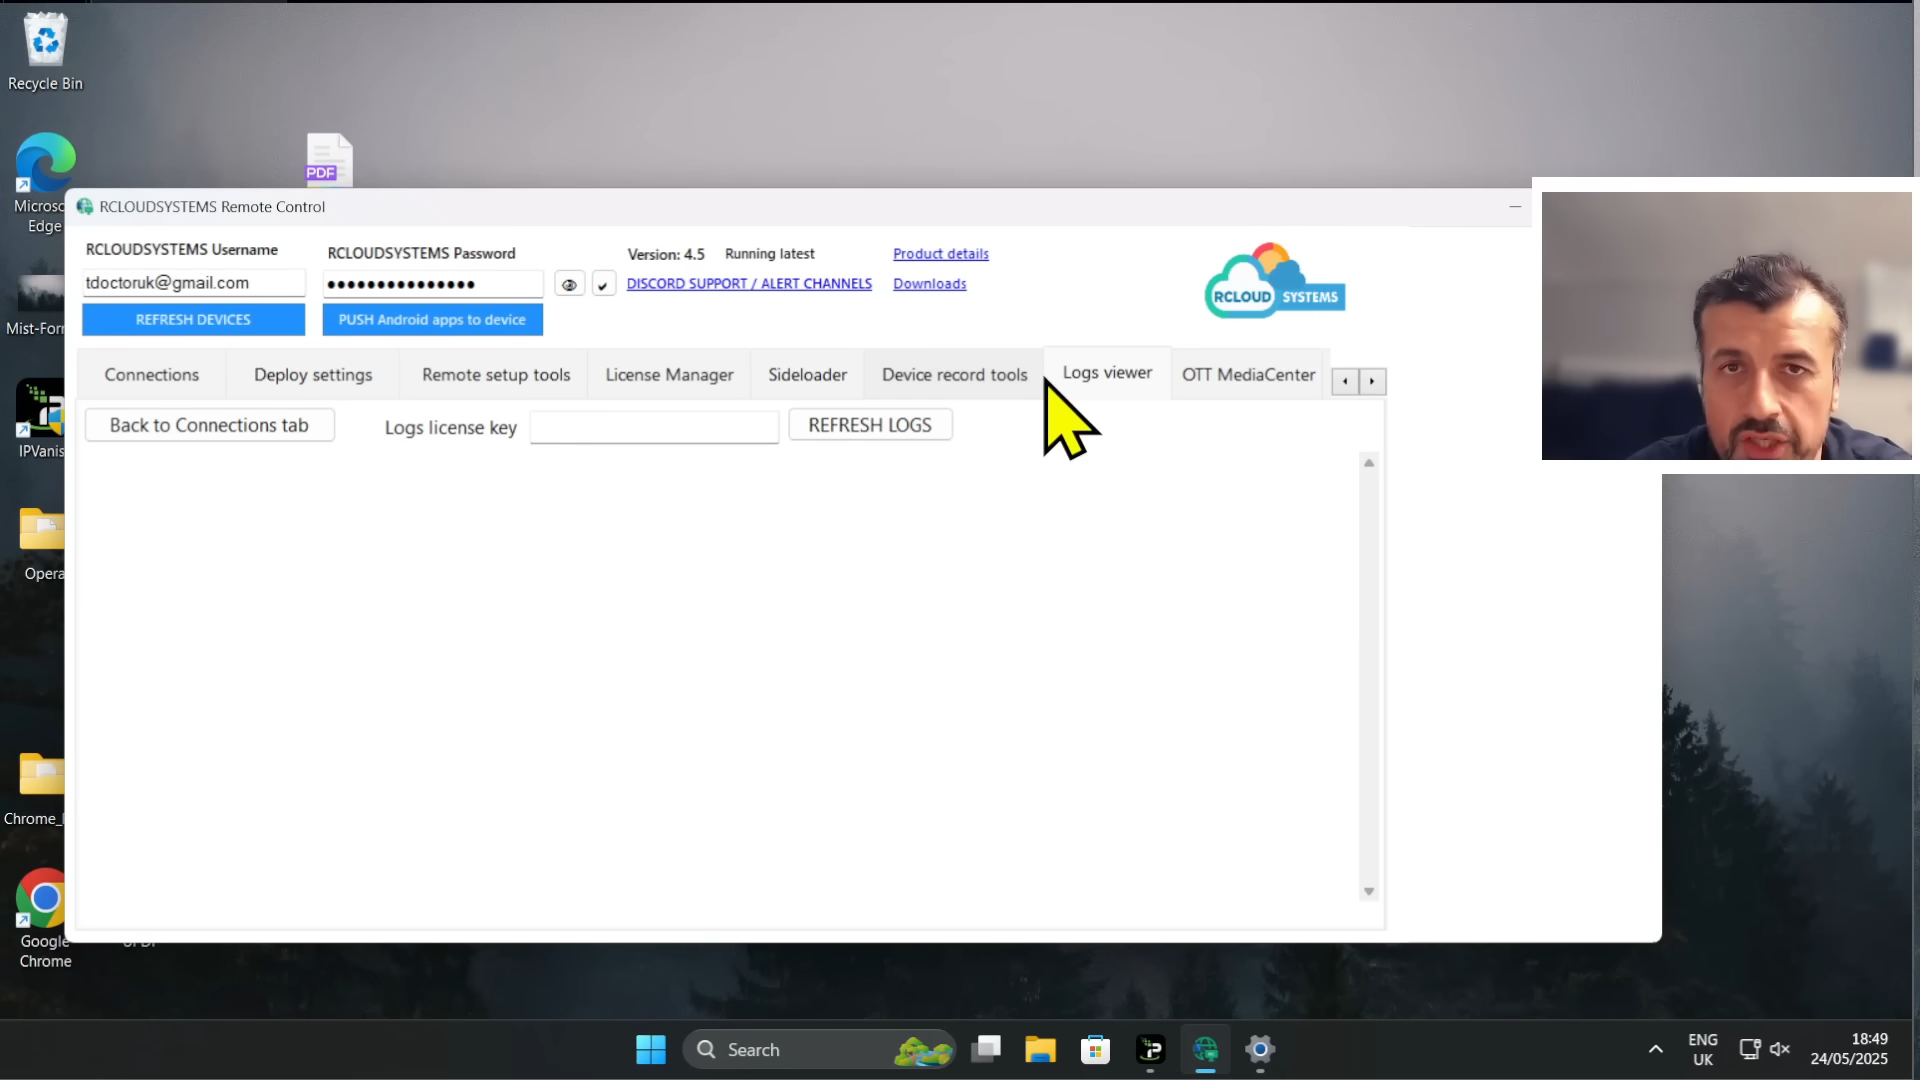 Recycle Bin
PDF
Microso
Edge
RCLOUDSYSTEMS Remote Control
RCLOUDSYSTEMS Username
RCLOUDSYSTEMS Password
Version: 4.5
Running latest
Product details
tdoctoruk@gmail.com
DISCORD SUPPORT / ALERT CHANNELS
Downloads
RCLOUD SYSTEMS
REFRESH DEVICES
PUSH Android apps to device
Mist-For
Connections
Deploy settings
Remote setup tools
License Manager
Sideloader
Device record tools
Logs viewer
OTT MediaCenter
Back to Connections tab
Logs license key
REFRESH LOGS
IPVanis
Opera
Chrome_
Google
Chrome
Search
ENG
UK
18:49
24/05/2025